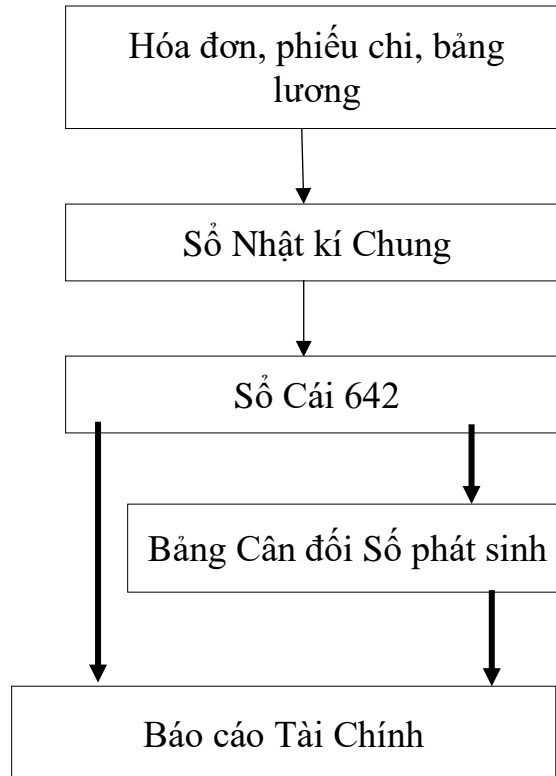 Hóa đơn, phiếu chi, bảng
lương
Sổ Nhật kí Chung
Sổ Cái 642
Bảng Cân đối Số phát sinh
Báo cáo Tài Chính